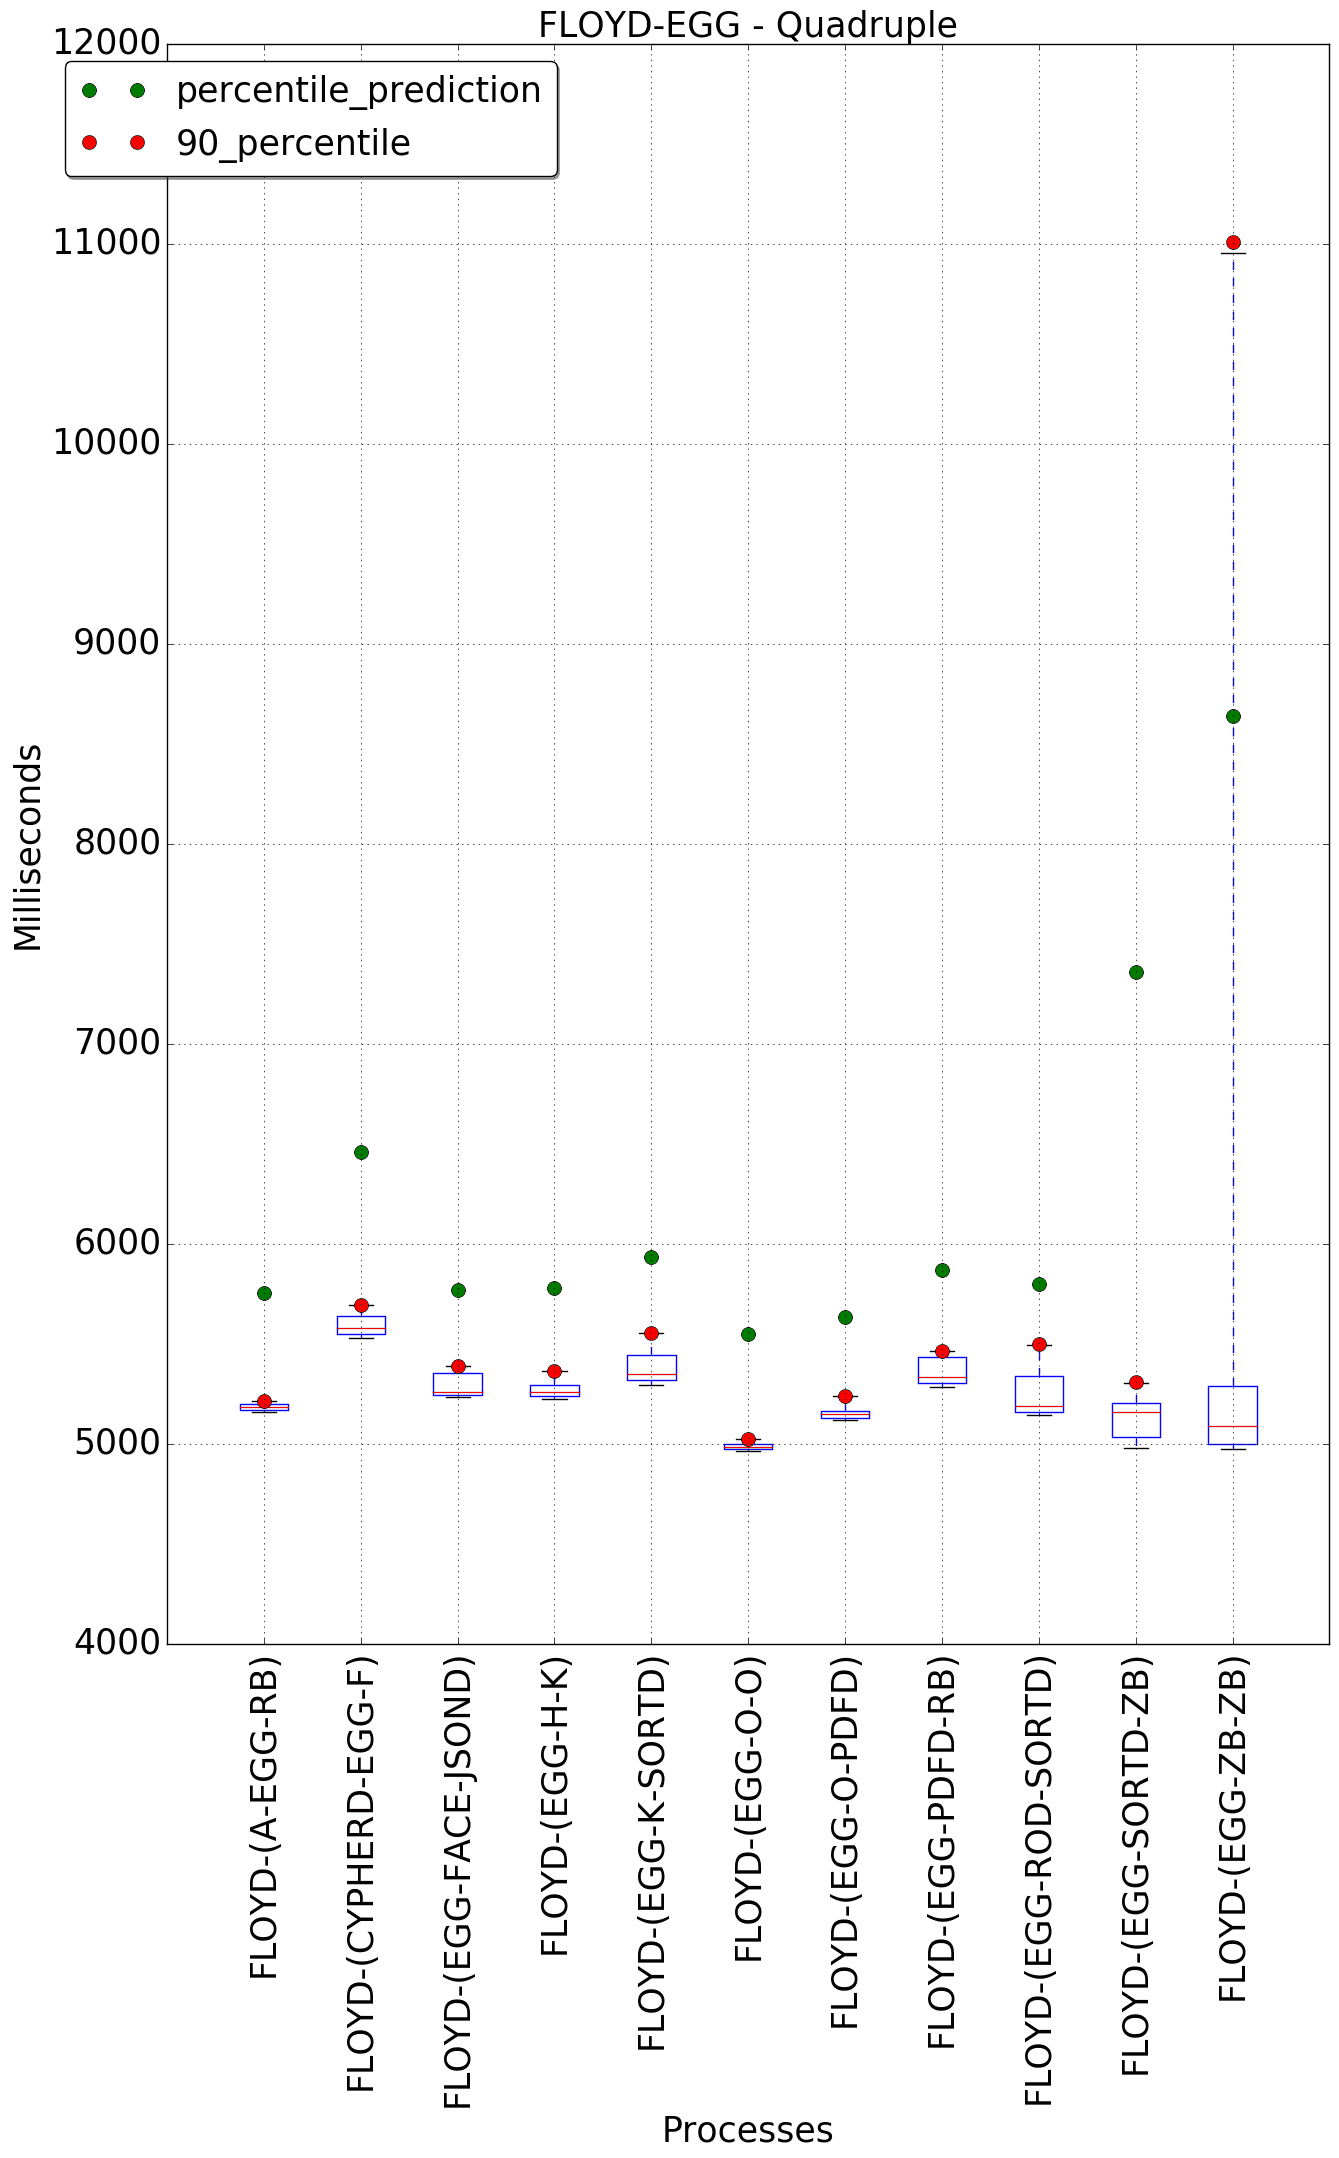 FLOYD-EGG - Quadruple
percentile_prediction
90_percentile
12000
11000
10000
9000
8000
7000
6000
5000
4000
Milliseconds
FLOYD-(A-EGG-RB)
FLOYD-(CYPHERD-EGG-F)
FLOYD-(EGG-FACE-JSOND)
FLOYD-(EGG-H-K)
FLOYD-(EGG-K-SORTD)
FLOYD-(EGG-O-O)
FLOYD-(EGG-O-PDFD)
FLOYD-(EGG-PDFD-RB)
FLOYD-(EGG-ROD-SORTD)
FLOYD-(EGG-SORTD-ZB)
FLOYD-(EGG-ZB-ZB)
Processes